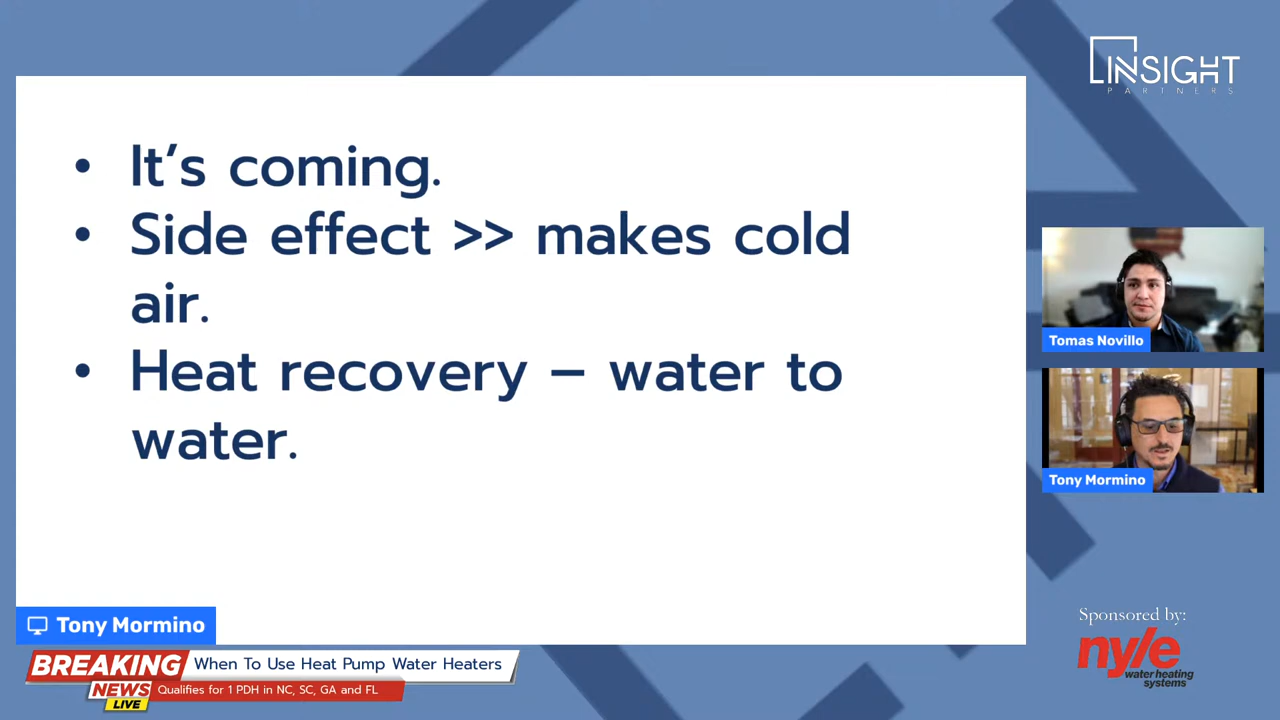 INSIGHT
PARTNERS
• It’s coming.
• Side effect >> makes cold
air.
• Heat recovery – water to
water.
Tomas Novillo
Tony Mormino
Tony Mormino
Sponsored by:
nyle
water heating
systems
BREAKING
NEWS
LIVE
When To Use Heat Pump Water Heaters
Qualifies for 1 PDH in NC, SC, GA and FL